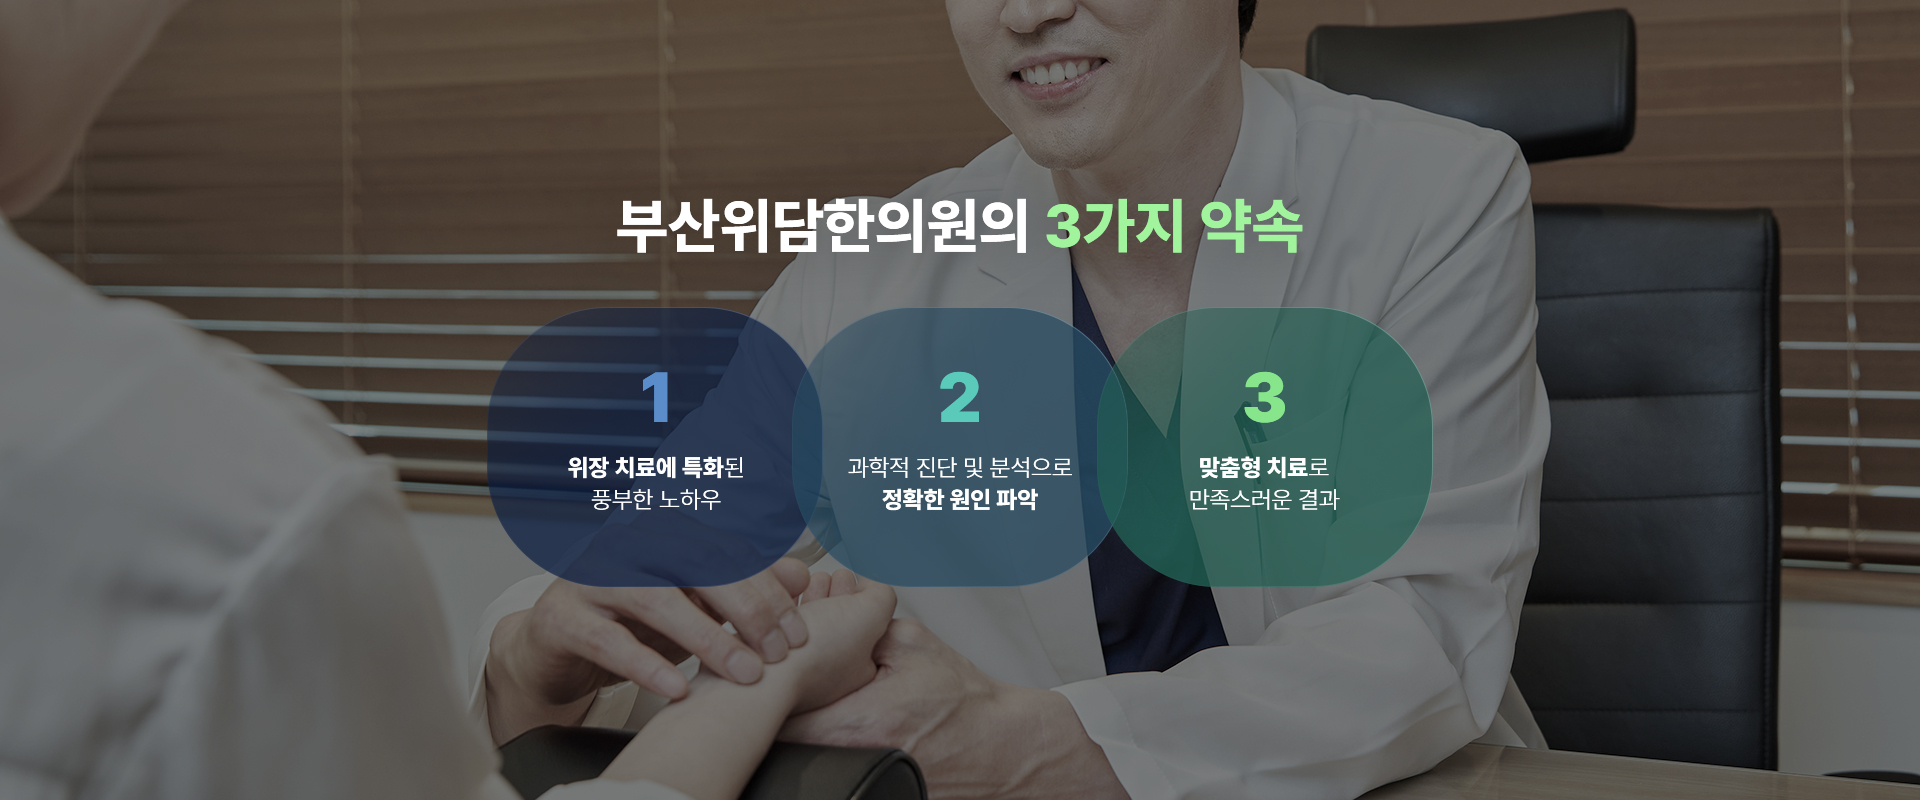 부산위담한의원의 3가지 약속
1
위장 치료에 특화된
풍부한 노하우
2
과학적 진단 및 분석으로
정확한 원인 파악
3
맞춤형 치료로
만족스러운 결과